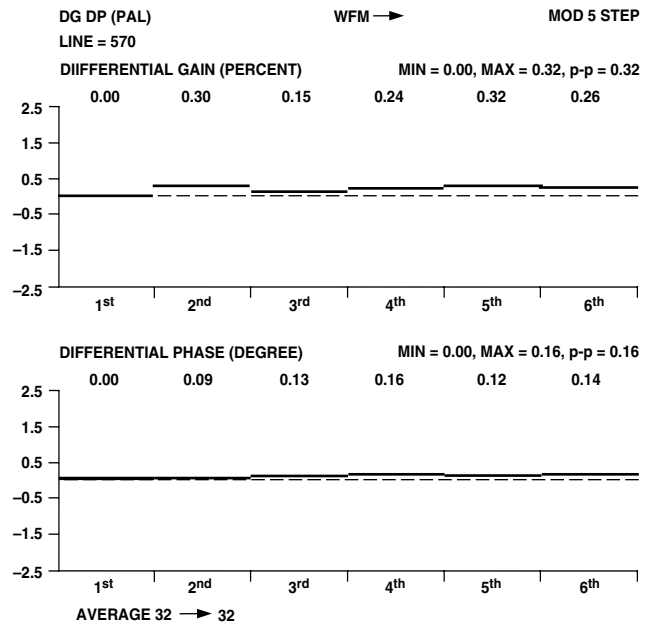 DG DP (PAL) WFM → MOD 5 STEP
LINE = 570
DIIFFERENTIAL GAIN (PERCENT) MIN = 0.00, MAX = 0.32, p-p = 0.32
0.00 0.30 0.15 0.24 0.32 0.26
2.5
1.5
0.5
–0.5
–1.5
–2.5
1st 2nd 3rd 4th 5th 6th
DIFFERENTIAL PHASE (DEGREE) MIN = 0.00, MAX = 0.16, p-p = 0.16
0.00 0.09 0.13 0.16 0.12 0.14
2.5
1.5
0.5
–0.5
–1.5
–2.5
1st 2nd 3rd 4th 5th 6th
AVERAGE 32 → 32